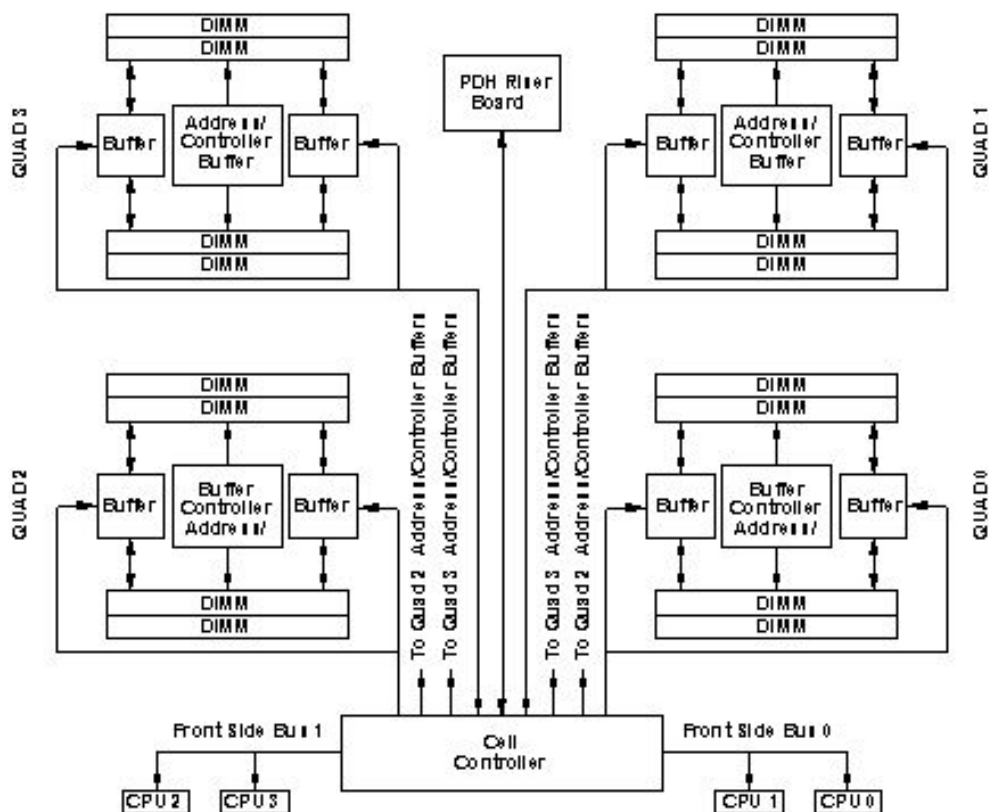 DIMM
DIMM
QUAD 3
Buffer
Address/
Controller
Buffer
Buffer
DIMM
DIMM
PDH Riser
Board
DIMM
DIMM
Buffer
Address/
Controller
Buffer
Buffer
QUAD 1
DIMM
DIMM
DIMM
DIMM
QUAD 2
Buffer
Buffer
Controller
Address/
Buffer
DIMM
DIMM
To Quad 2 Address/Controller Buffers
To Quad 3 Address/Controller Buffers
To Quad 3 Address/Controller Buffers
To Quad 2 Address/Controller Buffers
DIMM
DIMM
Buffer
Buffer
Controller
Address/
Buffer
QUAD 0
DIMM
DIMM
Front Side Bus 1
Cell
Controller
Front Side Bus 0
CPU 2
CPU 3
CPU 1
CPU 0